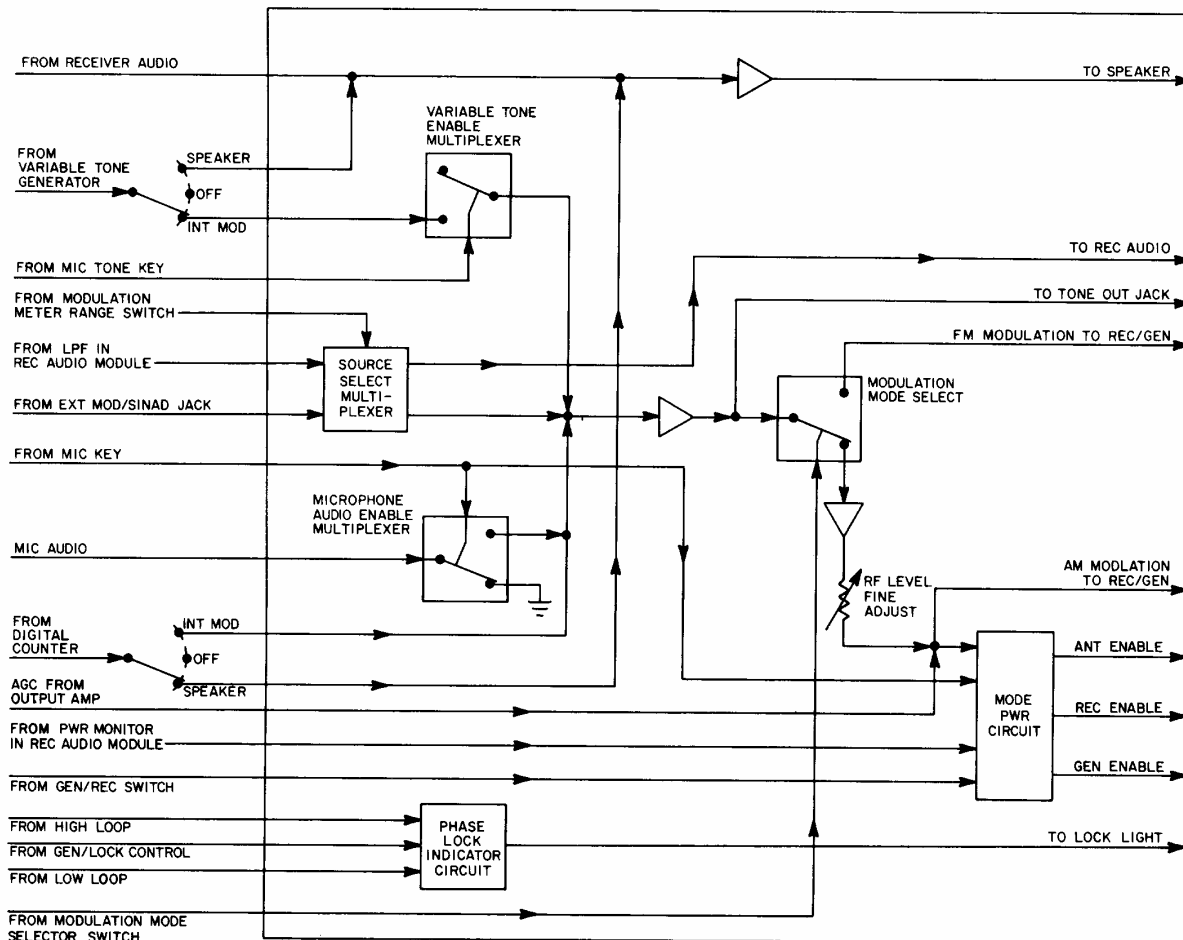 FROM RECEIVER AUDIO
TO SPEAKER
VARIABLE TONE
ENABLE
MULTIPLEXER
FROM
VARIABLE TONE
GENERATOR
SPEAKER
OFF
INT MOD
FROM MIC TONE KEY
TO REC AUDIO
FROM MODULATION
METER RANGE SWITCH
TO TONE OUT JACK
FROM LPF IN
REC AUDIO MODULE
SOURCE
SELECT
MULTI-
PLEXER
FM MODULATION TO REC/GEN
MODULATION
MODE SELECT
FROM EXT MOD/SINAD JACK
FROM MIC KEY
MICROPHONE
AUDIO ENABLE
MULTIPLEXER
MIC AUDIO
RF LEVEL
FINE
ADJUST
AM MODLATION
TO REC/GEN
FROM
DIGITAL
COUNTER
INT MOD
OFF
SPEAKER
AGC FROM
OUTPUT AMP
ANT ENABLE
MODE
PWR
CIRCUIT
REC ENABLE
FROM PWR MONITOR
IN REC AUDIO MODULE
GEN ENABLE
FROM GEN/REC SWITCH
FROM HIGH LOOP
FROM GEN/LOCK CONTROL
FROM LOW LOOP
PHASE
LOCK
INDICATOR
CIRCUIT
TO LOCK LIGHT
FROM MODULATION MODE
SELECTOR SWITCH